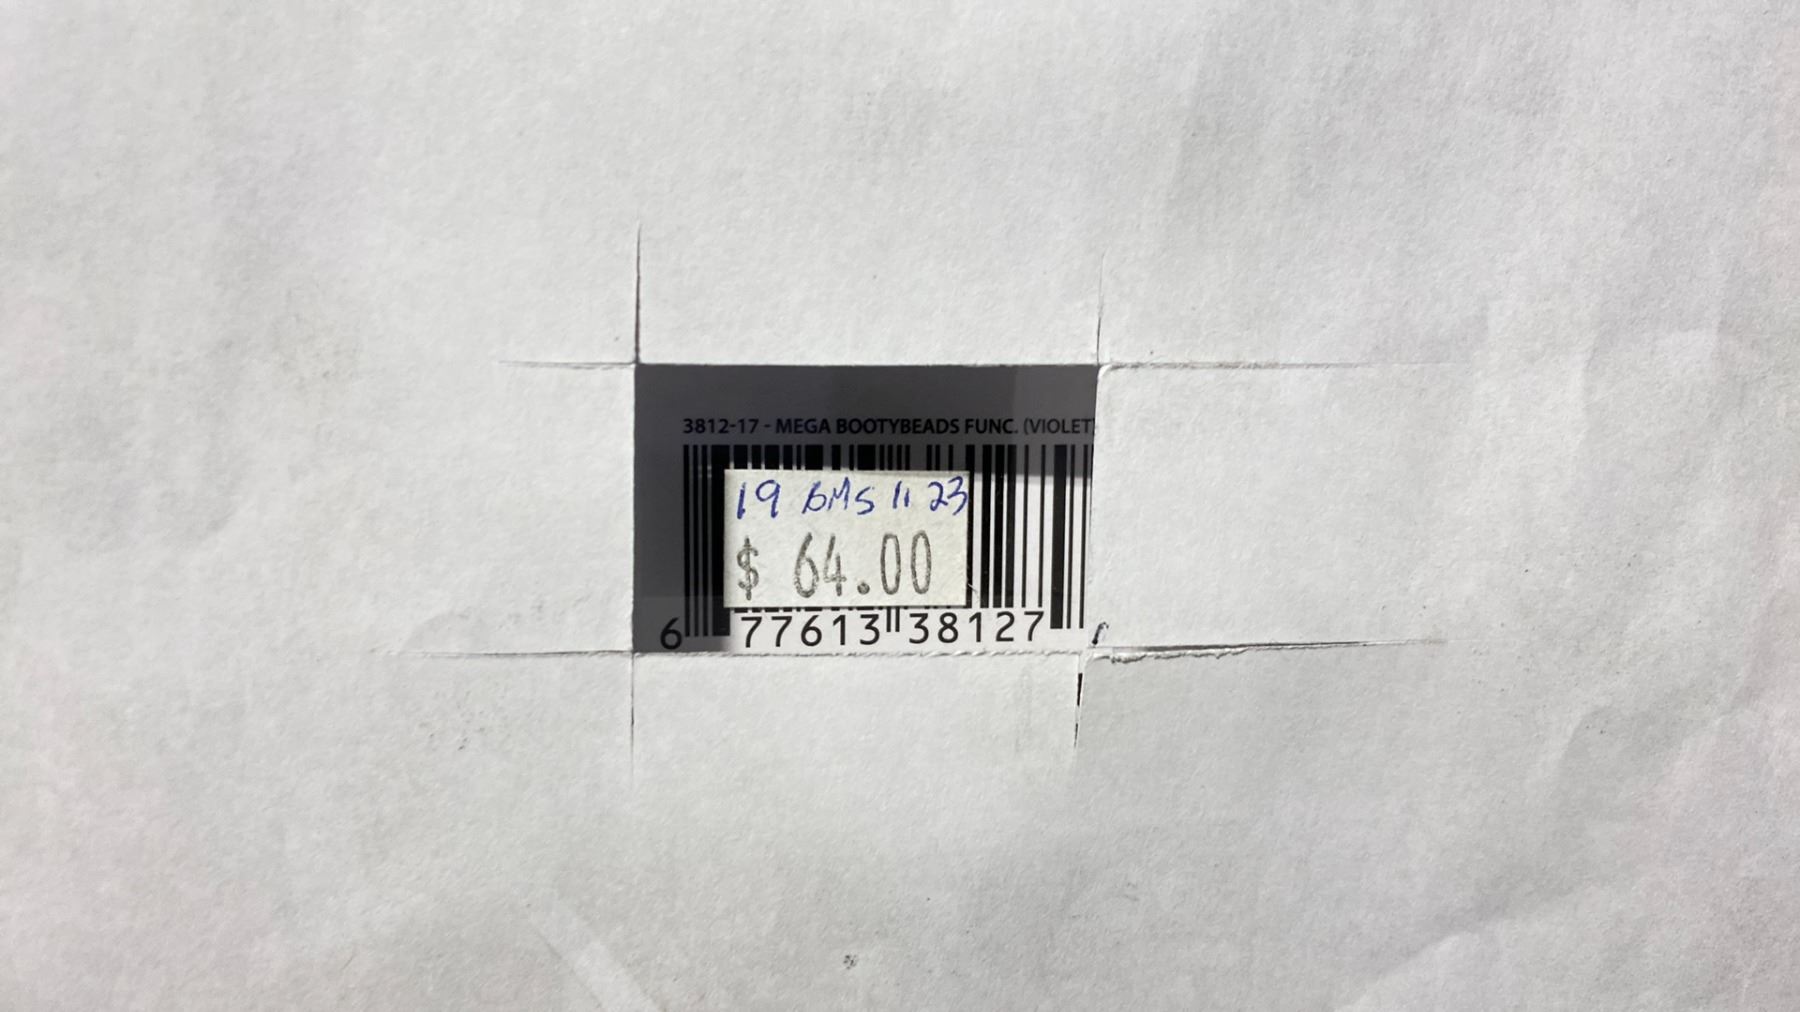 3812-17 - MEGA BOOTYBEADS FUNC. (VIOLET
19 BMS 11 23
$ 64.00
6 77613 38127